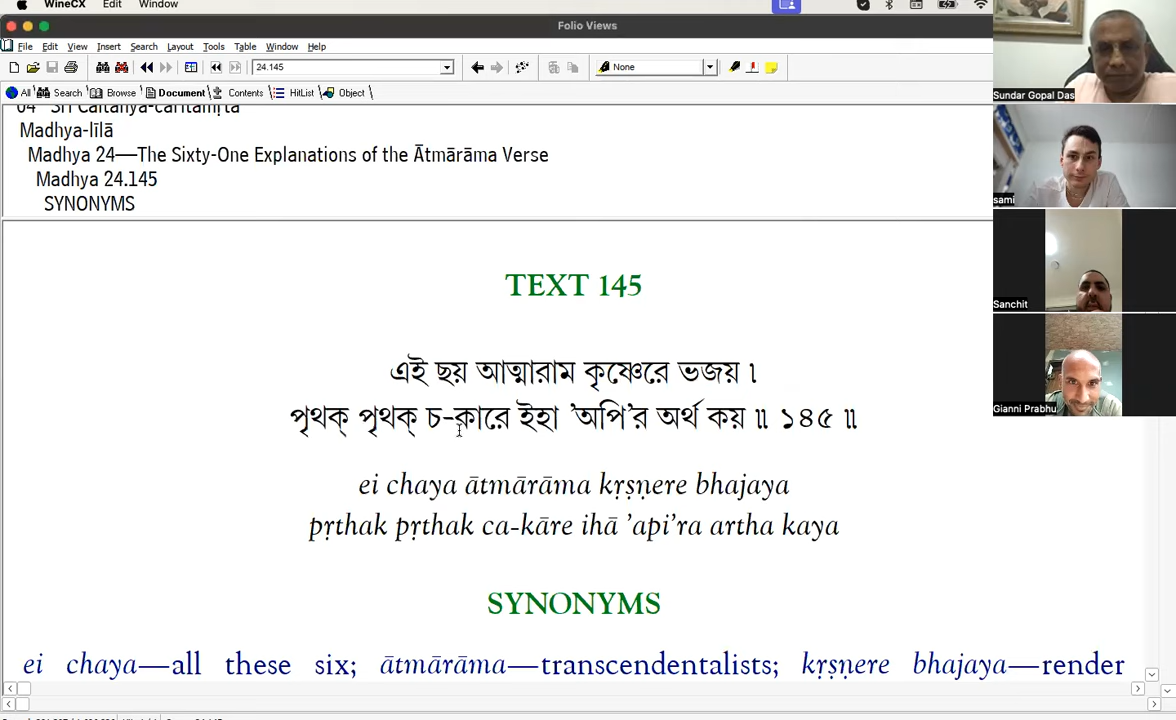 WineCX Edit Window
Folio Views
File Edit View Insert Search Layout Tools Table Window Help
24.145
None
All Search Browse Document Contents HitList Object
04 Śrī Caitanya-caritāmṛta
Madhya-līlā
Madhya 24—The Sixty-One Explanations of the Ātmārāma Verse
Madhya 24.145
SYNONYMS
TEXT 145
এই ছয় আত্মারাম কৃষ্ণেরে ভজয় ৷
পৃথক্ পৃথক্ চ-কারে ইহা ’অপি’র অর্থ কয় ॥ ১৪৫ ॥
ei chaya ātmārāma kṛṣṇere bhajaya
pṛthak pṛthak ca-kāre ihā ’api’ra artha kaya
SYNONYMS
ei chaya—all these six; ātmārāma—transcendentalists; kṛṣṇere bhajaya—render
Sundar Gopal Das
sami
Sanchit
Gianni Prabhu